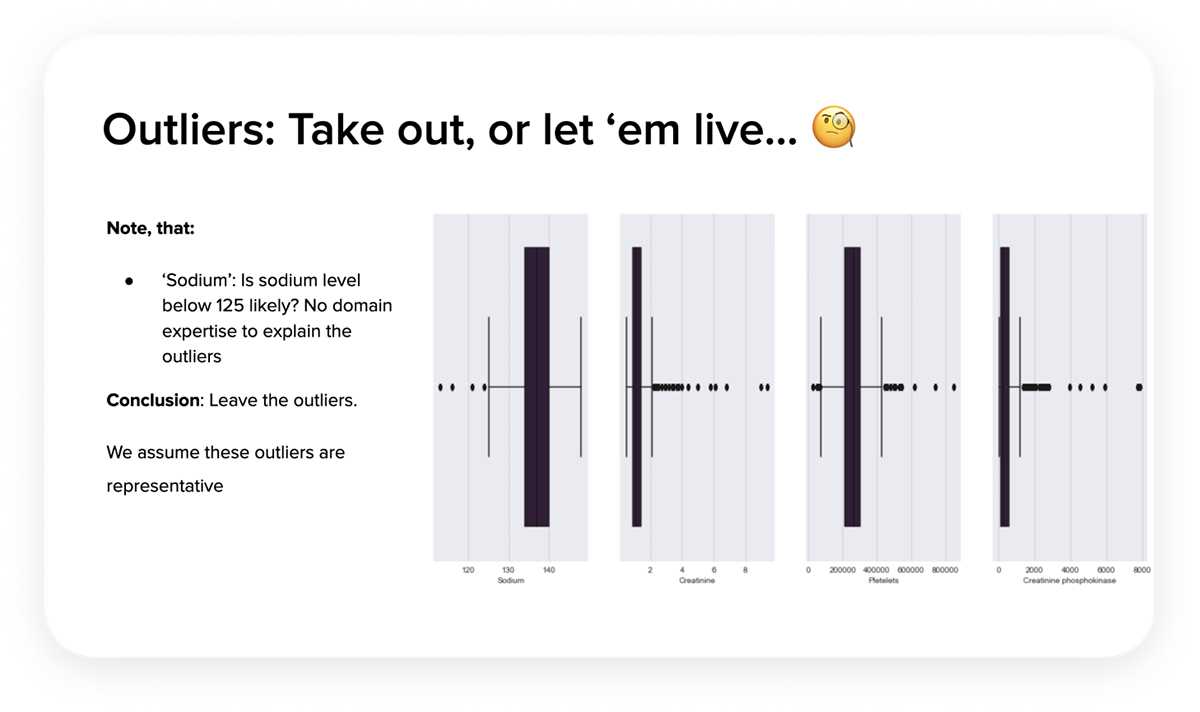 Outliers: Take out, or let ‘em live... 🧐
Note, that:
● ‘Sodium’: Is sodium level
below 125 likely? No domain
expertise to explain the
outliers
Conclusion: Leave the outliers.
We assume these outliers are
representative
120 130 140
Sodium
2 4 6 8
Creatinine
0 200000 400000 600000 800000
Pletelets
0 2000 4000 6000 8000
Creatinine phosphokinase